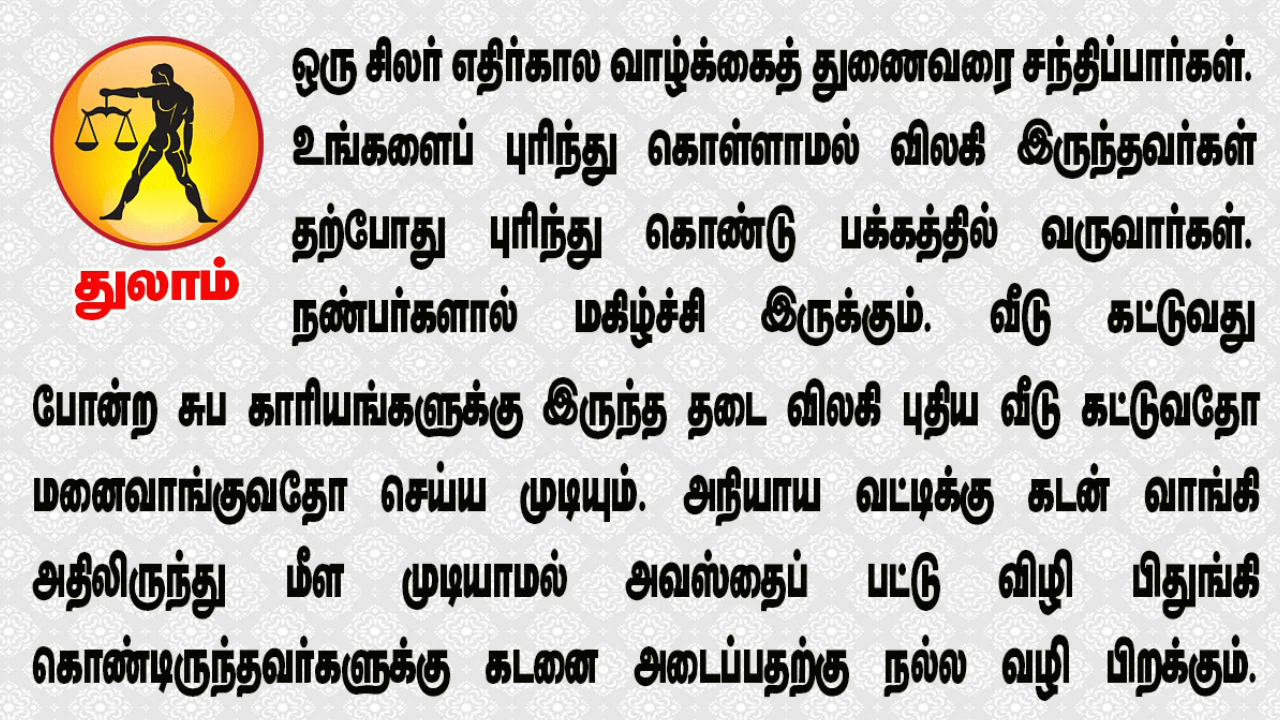 துலாம்
ஒரு சிலர் எதிர்கால வாழ்க்கைத் துணைவரை சந்திப்பார்கள்.
உங்களைப் புரிந்து கொள்ளாமல் விலகி இருந்தவர்கள்
தற்போது புரிந்து கொண்டு பக்கத்தில் வருவார்கள்.
நண்பர்களால் மகிழ்ச்சி இருக்கும். வீடு கட்டுவது
போன்ற சுப காரியங்களுக்கு இருந்த தடை விலகி புதிய வீடு கட்டுவதோ
மனைவாங்குவதோ செய்ய முடியும். அநியாய வட்டிக்கு கடன் வாங்கி
அதிலிருந்து மீள முடியாமல் அவஸ்தைப் பட்டு விழி பிதுங்கி
கொண்டிருந்தவர்களுக்கு கடனை அடைப்பதற்கு நல்ல வழி பிறக்கும்.